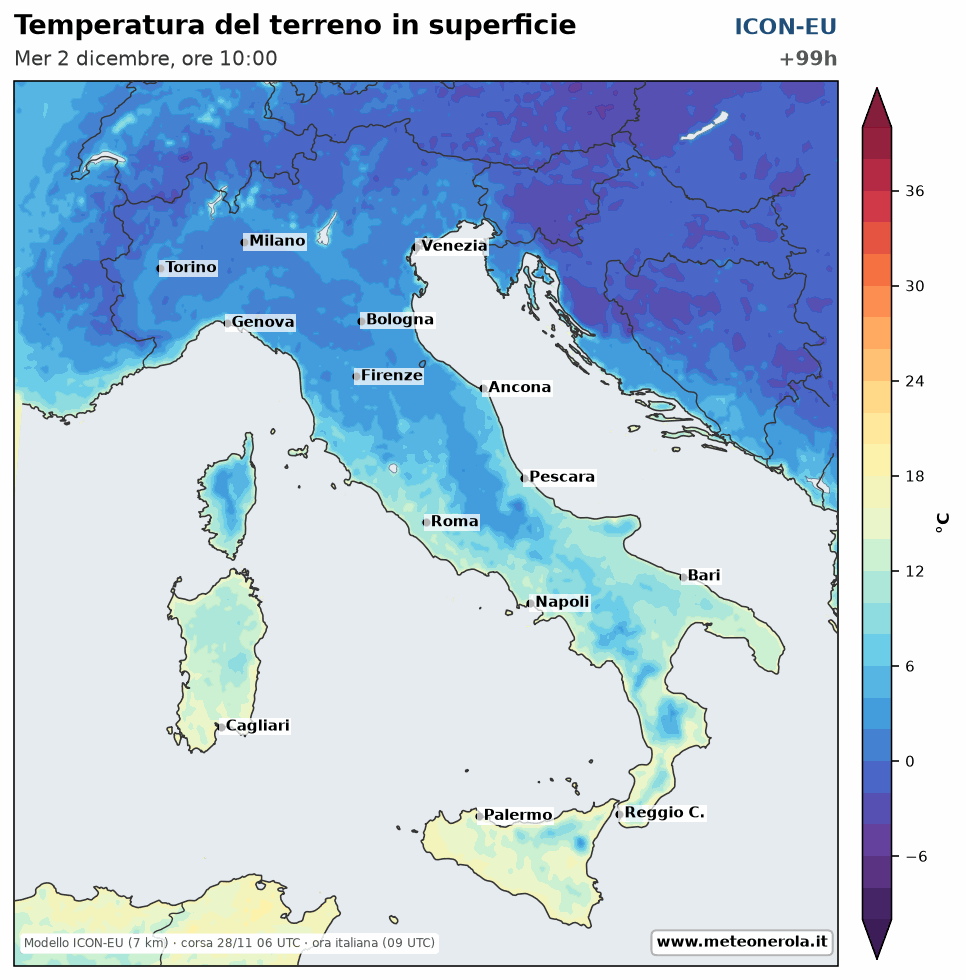 Temperatura del terreno in superficie
ICON-EU
Mer 2 dicembre, ore 10:00
+99h
Milano
Venezia
Torino
Genova
Bologna
Firenze
Ancona
Pescara
Roma
Bari
Napoli
Cagliari
Palermo
Reggio C.
36
30
24
18
12
6
0
−6
°C
Modello ICON-EU (7 km) · corsa 28/11 06 UTC · ora italiana (09 UTC)
www.meteonerola.it